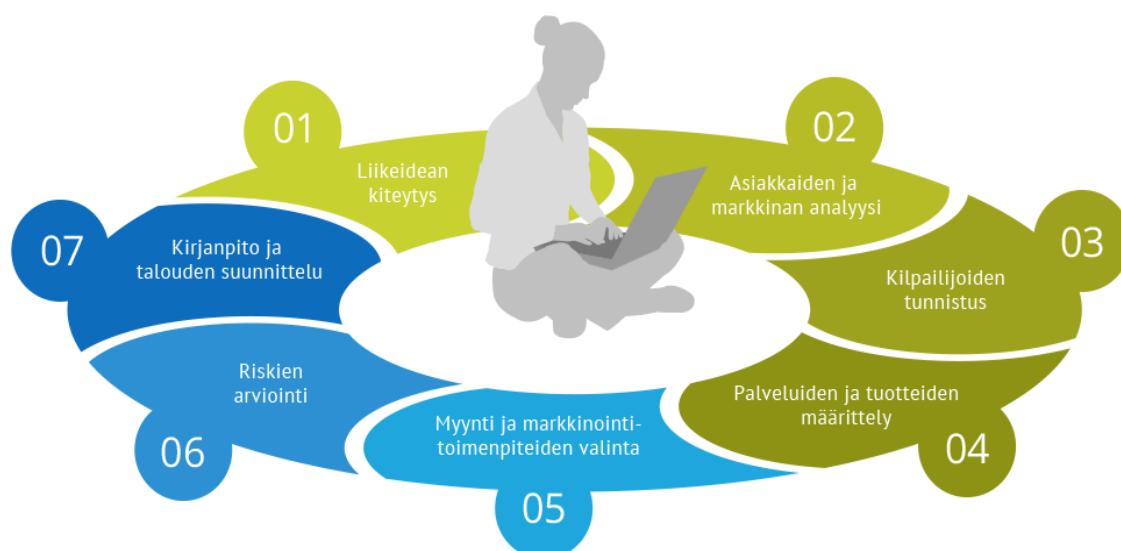 01
Liikeidean
kiteytys
02
Asiakkaiden ja
markkinan analyysi
03
Kilpailijoiden
tunnistus
04
Palveluiden ja tuotteiden
määrittely
05
Myynti ja markkinointi-
toimenpiteiden valinta
06
Riskien
arviointi
07
Kirjanpito ja
talouden suunnittelu